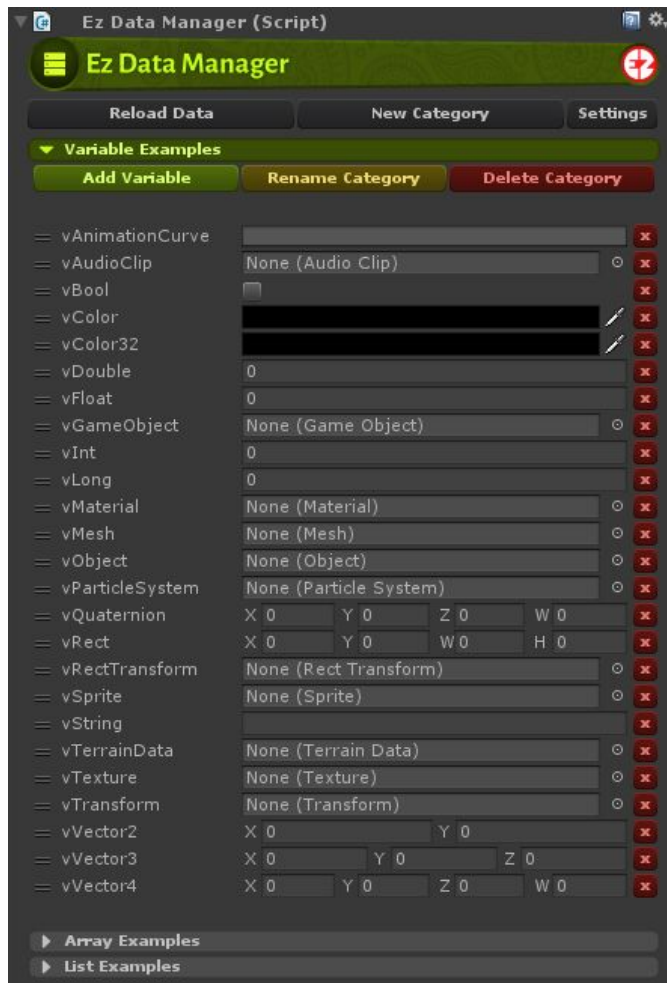 Ez Data Manager (Script)
Ez Data Manager
EZ
Reload Data New Category Settings
Variable Examples
Add Variable Rename Category Delete Category
vAnimationCurve
vAudioClip None (Audio Clip)
vBool
vColor
vColor32
vDouble 0
vFloat 0
vGameObject None (Game Object)
vInt 0
vLong 0
vMaterial None (Material)
vMesh None (Mesh)
vObject None (Object)
vParticleSystem None (Particle System)
vQuaternion X 0 Y 0 Z 0 W 0
vRect X 0 Y 0 W 0 H 0
vRectTransform None (Rect Transform)
vSprite None (Sprite)
vString
vTerrainData None (Terrain Data)
vTexture None (Texture)
vTransform None (Transform)
vVector2 X 0 Y 0
vVector3 X 0 Y 0 Z 0
vVector4 X 0 Y 0 Z 0 W 0
Array Examples
List Examples